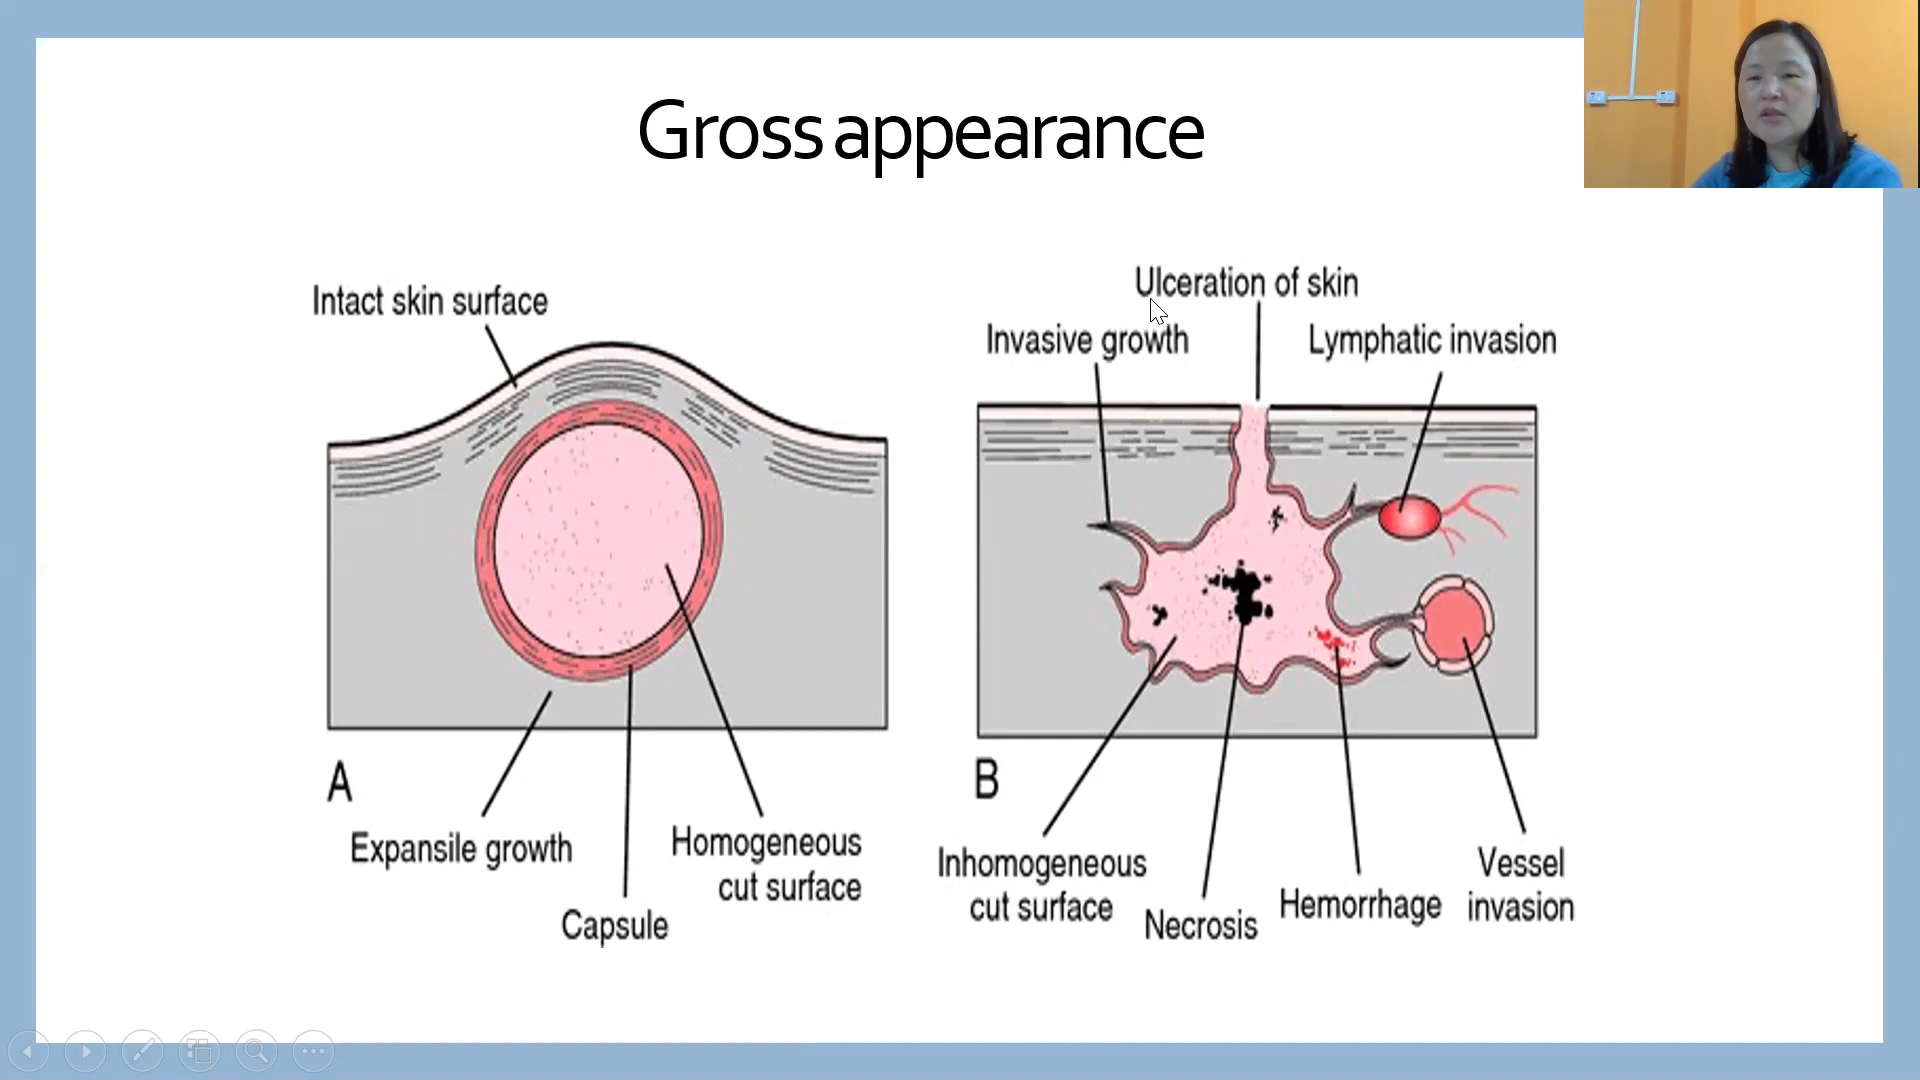 Gross appearance
Intact skin surface
A
Expansile growth
Capsule
Homogeneous
cut surface
Ulceration of skin
Invasive growth
Lymphatic invasion
B
Inhomogeneous
cut surface
Necrosis
Hemorrhage
Vessel
invasion